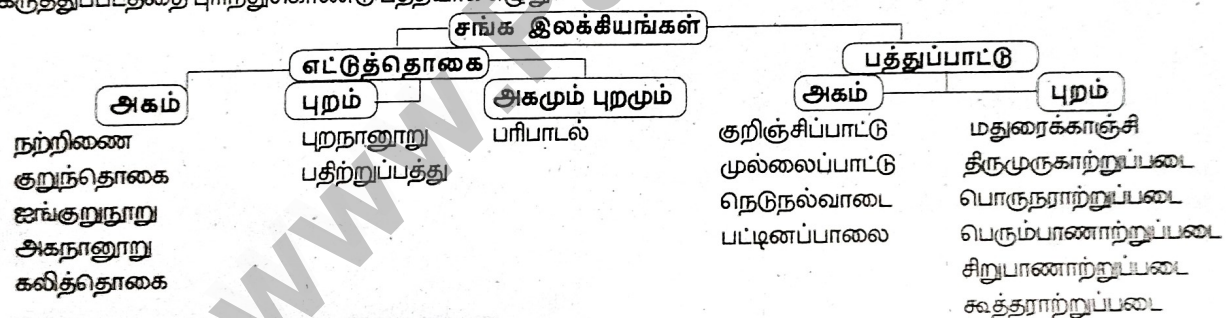 சங்க இலக்கியங்கள்
எட்டுத்தொகை
பத்துப்பாட்டு
அகம்
புறம்
அகமும் புறமும்
அகம்
புறம்
நற்றிணை
குறுந்தொகை
ஐங்குறுநூறு
அகநானூறு
கலித்தொகை
புறநானூறு
பதிற்றுப்பத்து
பரிபாடல்
குறிஞ்சிப்பாட்டு
முல்லைப்பாட்டு
நெடுநல்வாடை
பட்டினப்பாலை
மதுரைக்காஞ்சி
திருமுருகாற்றுப்படை
பொருநராற்றுப்படை
பெரும்பாணாற்றுப்படை
சிறுபாணாற்றுப்படை
கூத்தராற்றுப்படை